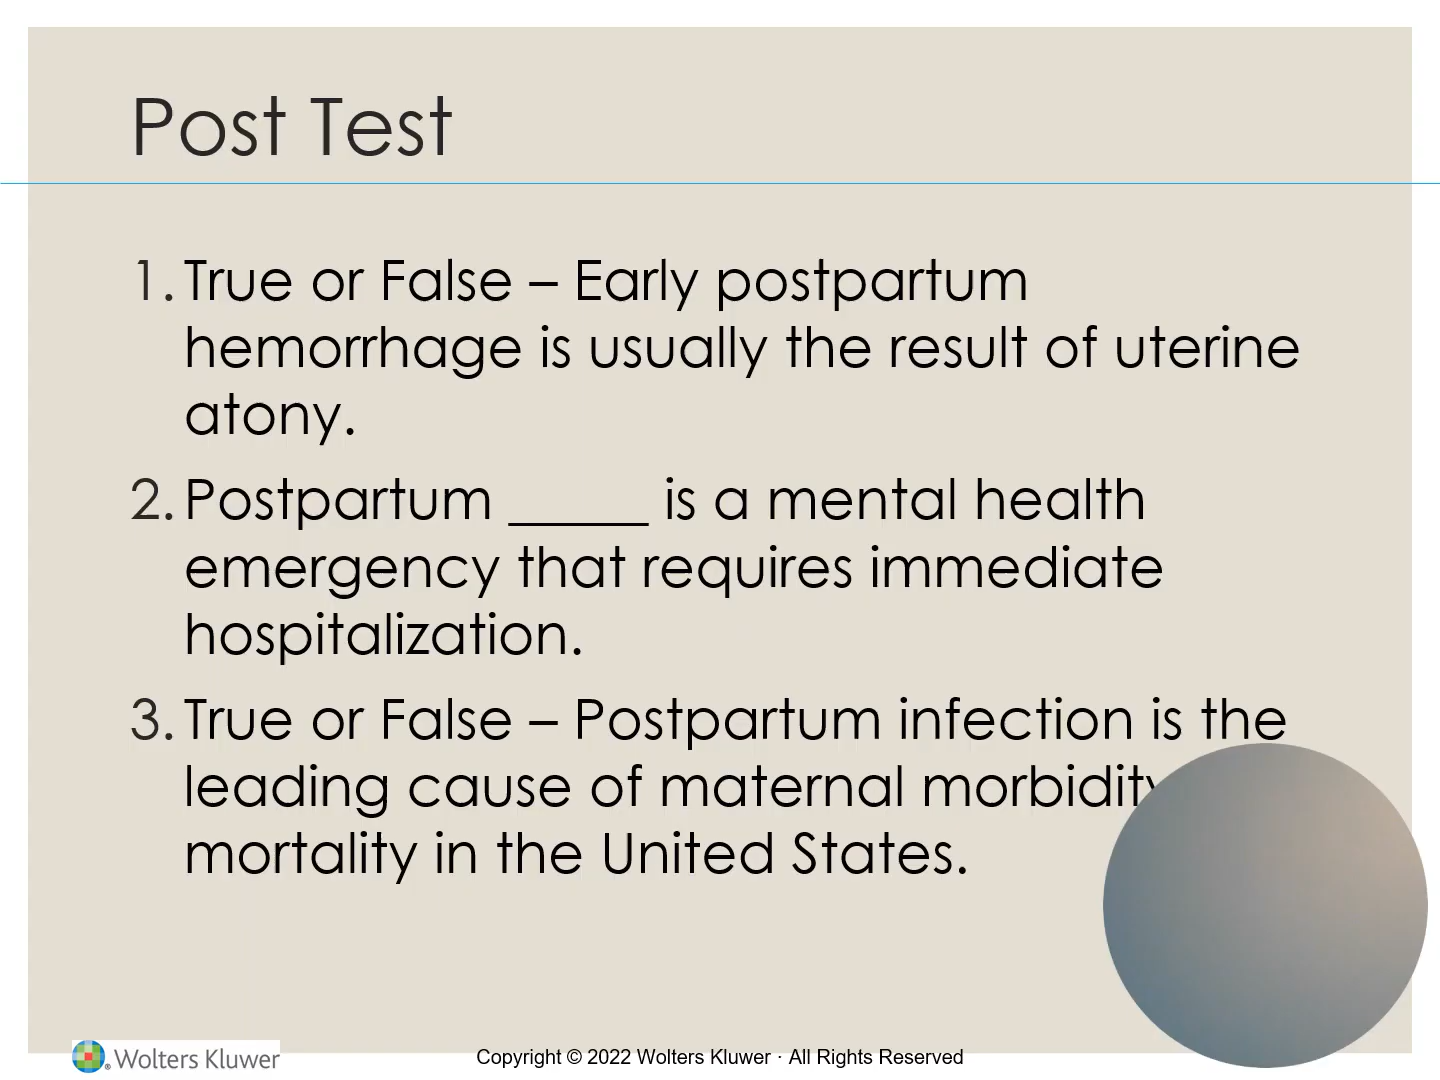 Post Test
1. True or False – Early postpartum
hemorrhage is usually the result of uterine
atony.
2. Postpartum _____ is a mental health
emergency that requires immediate
hospitalization.
3. True or False – Postpartum infection is the
leading cause of maternal morbidity
mortality in the United States.
Wolters Kluwer
Copyright © 2022 Wolters Kluwer · All Rights Reserved